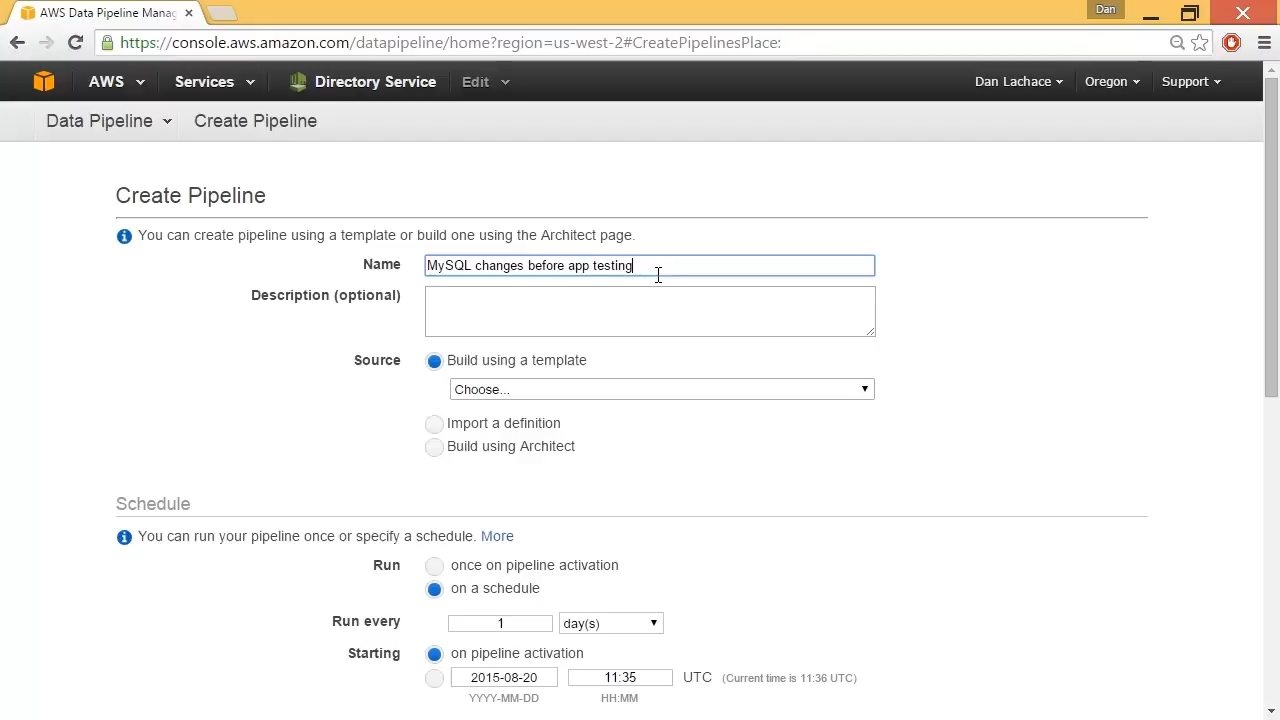 AWS Data Pipeline Manag
Dan
https://console.aws.amazon.com/datapipeline/home?region=us-west-2#CreatePipelinesPlace:
AWS Services Directory Service Edit Dan Lachace Oregon Support
Data Pipeline Create Pipeline
Create Pipeline
You can create pipeline using a template or build one using the Architect page.
Name MySQL changes before app testing
Description (optional)
Source Build using a template
Choose...
Import a definition
Build using Architect
Schedule
You can run your pipeline once or specify a schedule. More
Run once on pipeline activation
on a schedule
Run every 1 day(s)
Starting on pipeline activation
2015-08-20 11:35 UTC (Current time is 11:36 UTC)
YYYY-MM-DD HH:MM